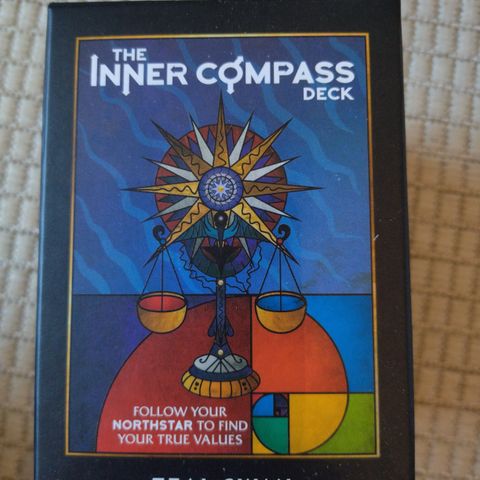 THE
INNER COMPASS
DECK
FOLLOW YOUR
NORTHSTAR TO FIND
YOUR TRUE VALUES